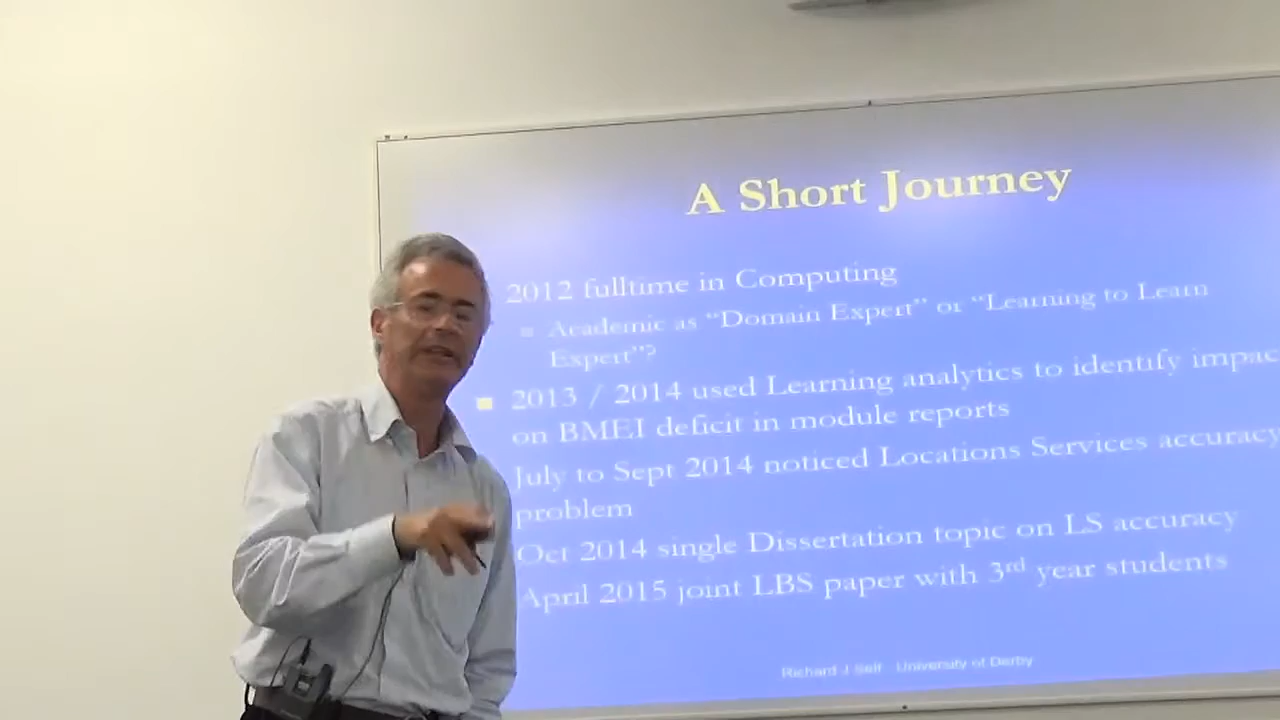 A Short Journey
2012 fulltime in Computing
Academic as “Domain Expert” or “Learning to Learn
Expert”?
2013 / 2014 used Learning analytics to identify impac
on BMEI deficit in module reports
July to Sept 2014 noticed Locations Services accuracy
problem
Oct 2014 single Dissertation topic on LS accuracy
April 2015 joint LBS paper with 3rd year students
Richard J Self University of Derby